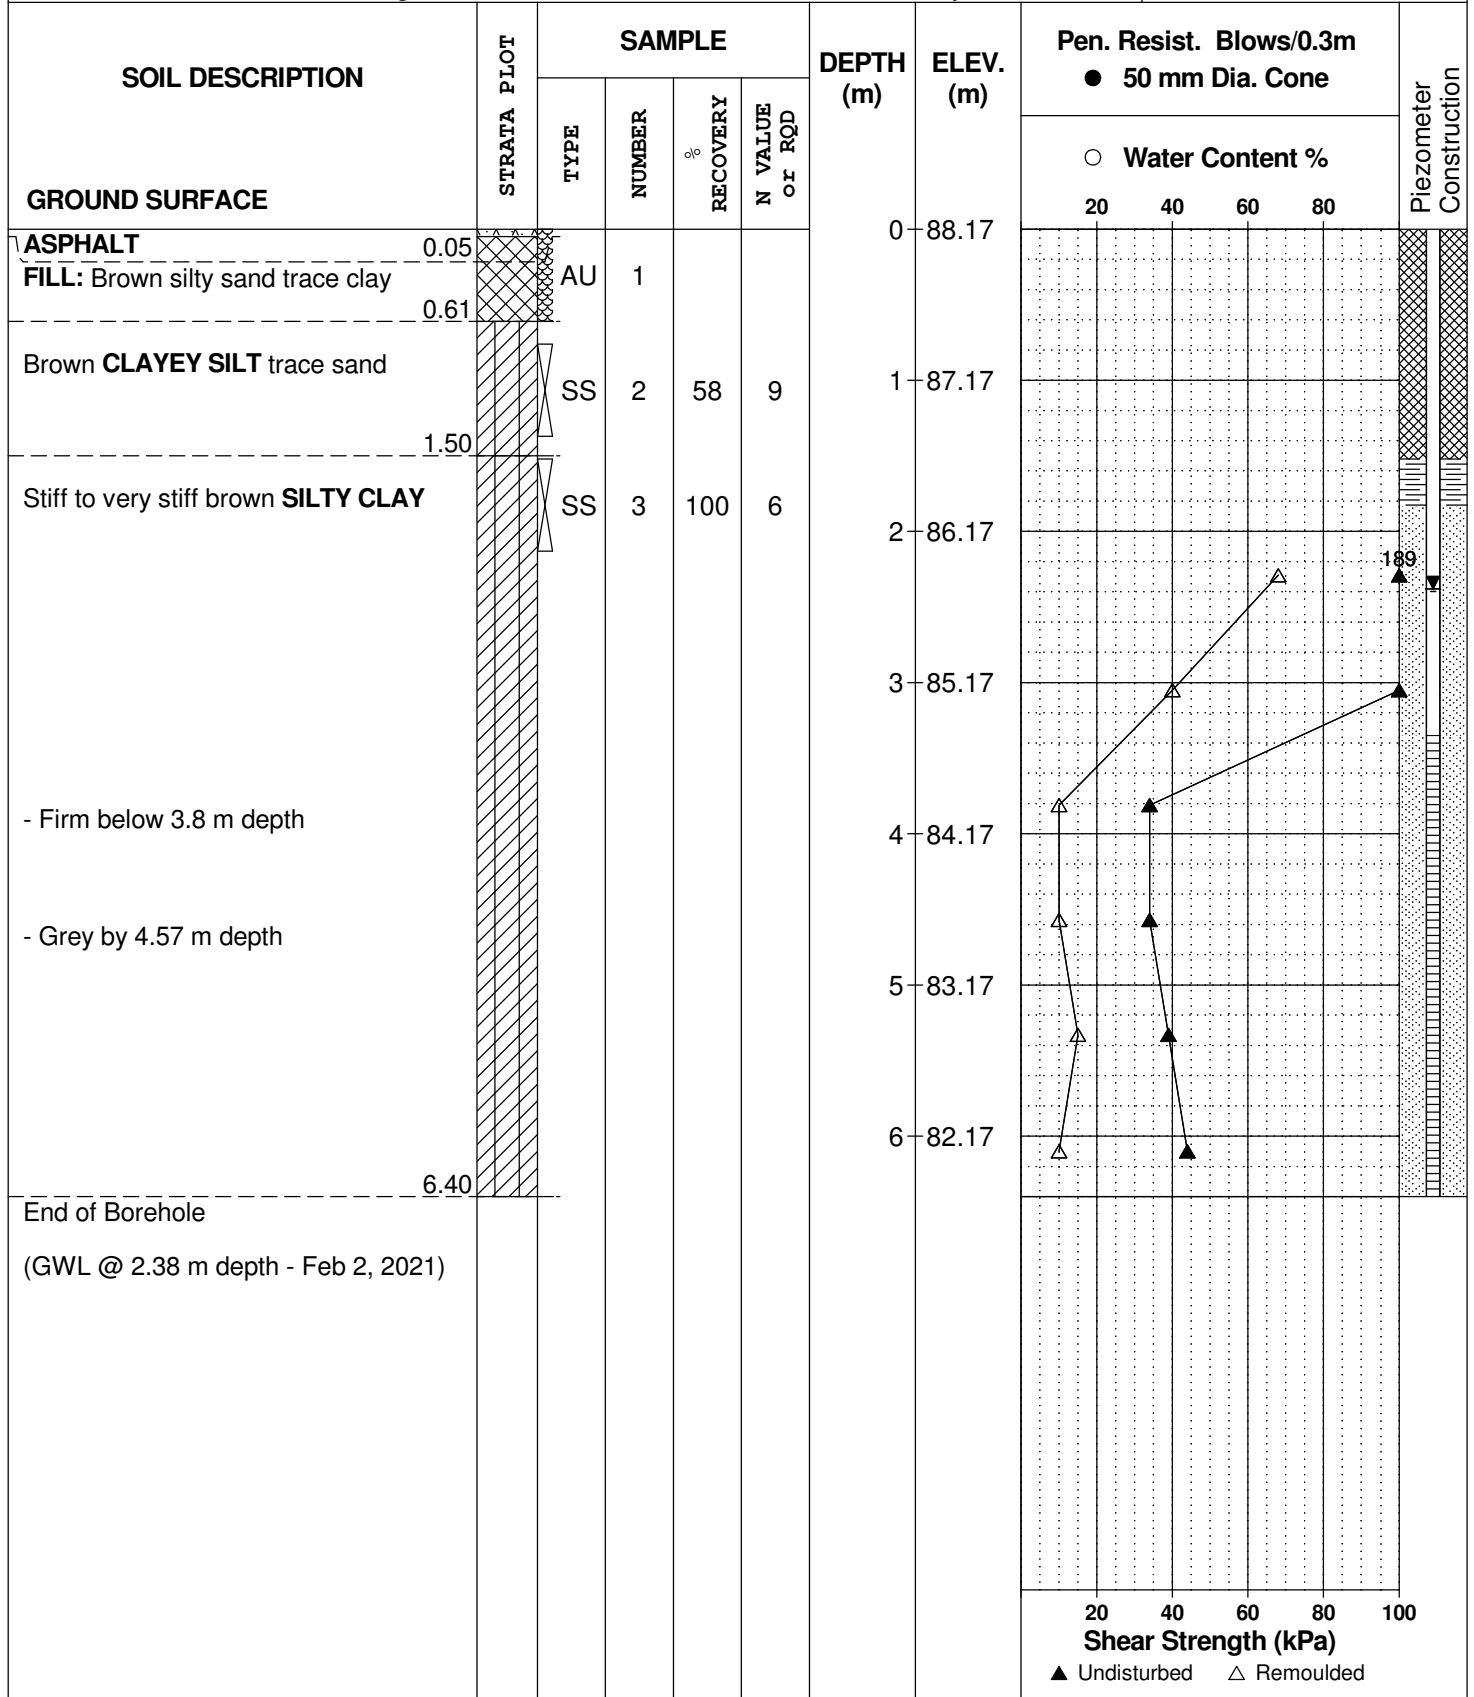 SOIL DESCRIPTION
GROUND SURFACE
STRATA PLOT
SAMPLE
TYPE
NUMBER
%
RECOVERY
N VALUE
or RQD
DEPTH
(m)
ELEV.
(m)
Pen. Resist. Blows/0.3m
● 50 mm Dia. Cone
○ Water Content %
20 40 60 80
Piezometer
Construction
ASPHALT 0.05
FILL: Brown silty sand trace clay
0.61
AU 1
0 88.17
Brown CLAYEY SILT trace sand
SS 2 58 9
1 87.17
1.50
Stiff to very stiff brown SILTY CLAY
SS 3 100 6
2 86.17
189
3 85.17
- Firm below 3.8 m depth
4 84.17
- Grey by 4.57 m depth
5 83.17
6 82.17
6.40
End of Borehole
(GWL @ 2.38 m depth - Feb 2, 2021)
20 40 60 80 100
Shear Strength (kPa)
▲ Undisturbed △ Remoulded